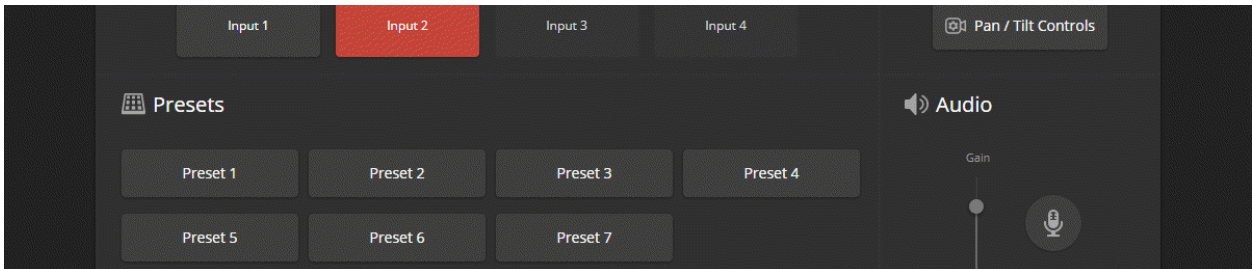 Input 1
Input 2
Input 3
Input 4
Pan / Tilt Controls
Presets
Audio
Preset 1
Preset 2
Preset 3
Preset 4
Gain
Preset 5
Preset 6
Preset 7